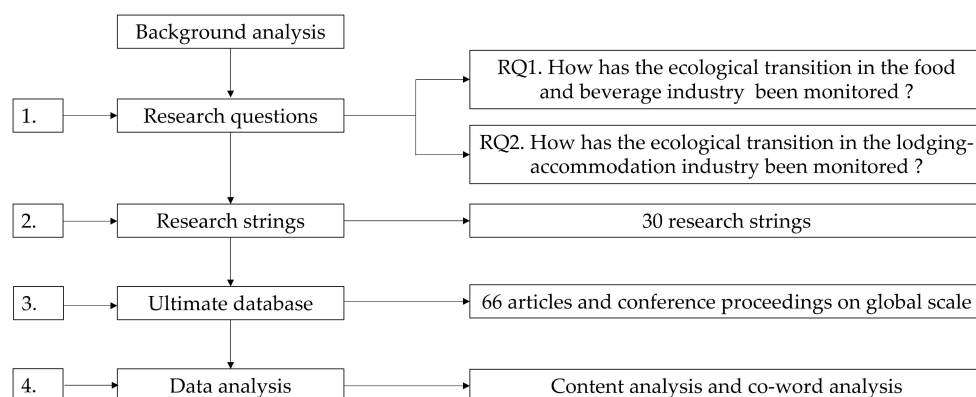 Background analysis
RQ1. How has the ecological transition in the food
and beverage industry been monitored ?
1.
Research questions
RQ2. How has the ecological transition in the lodging-
accommodation industry been monitored ?
2.
Research strings
30 research strings
3.
Ultimate database
66 articles and conference proceedings on global scale
4.
Data analysis
Content analysis and co-word analysis